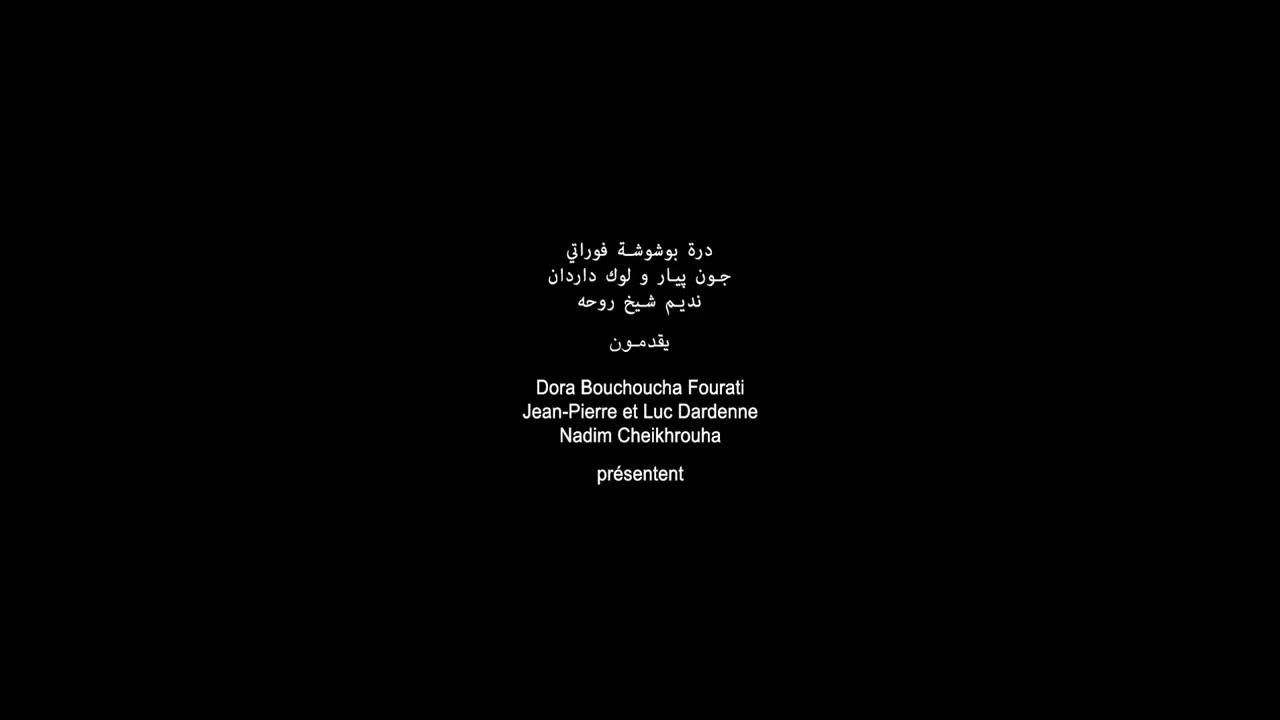 درة بوشوشة فوراتي
جون پيار و لوك داردان
نديم شيخ روحه
يقدمون
Dora Bouchoucha Fourati
Jean-Pierre et Luc Dardenne
Nadim Cheikhrouha
présentent